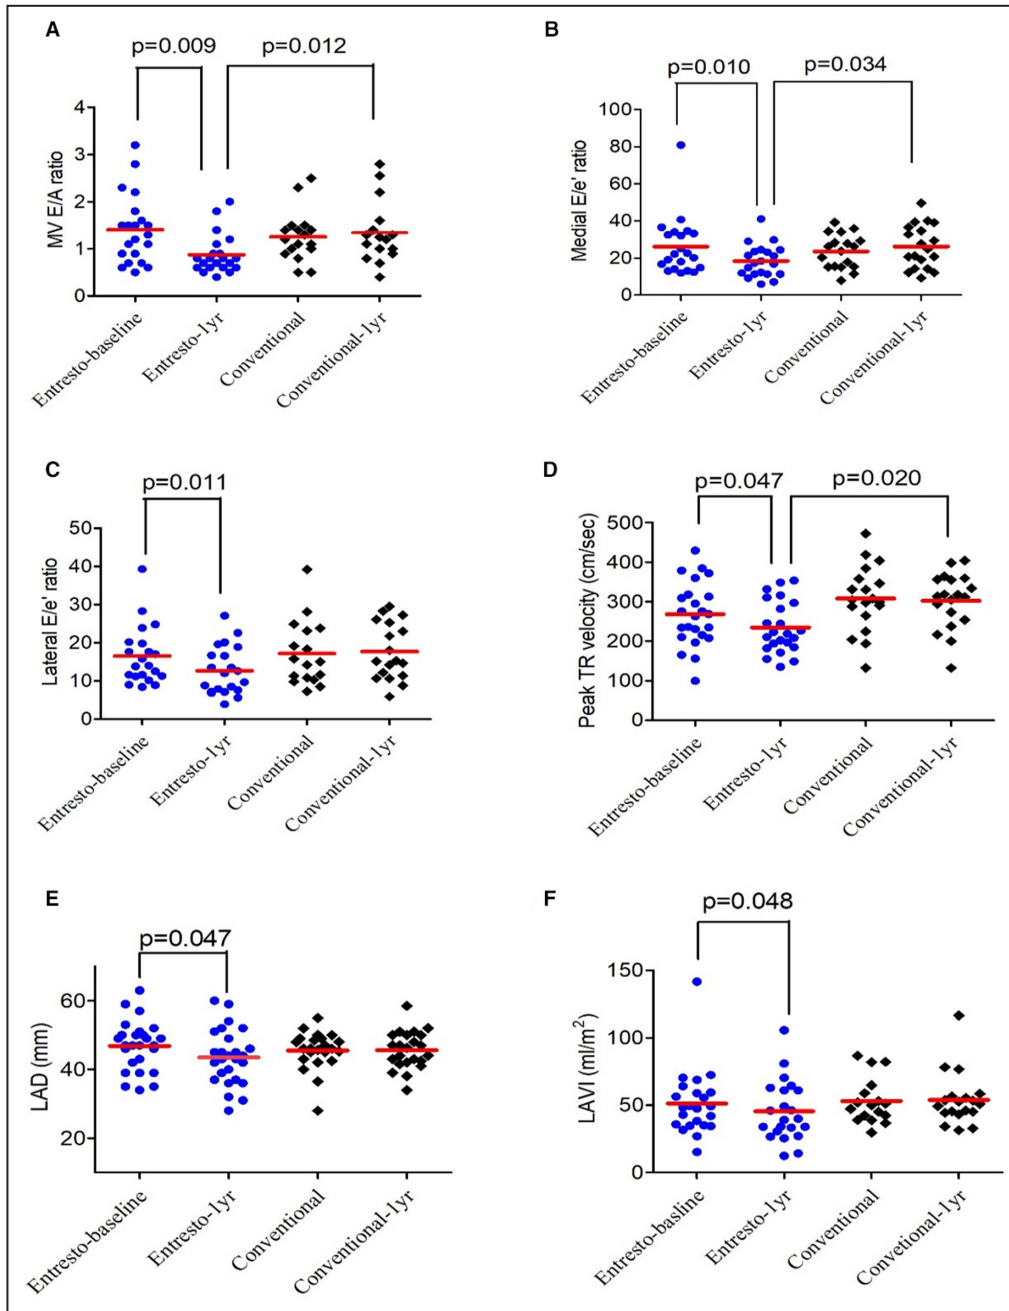 A
p=0.009
p=0.012
MV E/A ratio
4
3
2
1
0
Entresto-baseline
Entresto-1yr
Conventional
Conventional-1yr
B
p=0.010
p=0.034
Medial E/e' ratio
100
80
60
40
20
0
Entresto-baseline
Entresto-1yr
Conventional
Conventional-1yr
C
p=0.011
Lateral E/e' ratio
50
40
30
20
10
0
Entresto-baseline
Entresto-1yr
Conventional
Conventional-1yr
D
p=0.047
p=0.020
Peak TR velocity (cm/sec)
500
400
300
200
100
0
Entresto-baseline
Entresto-1yr
Conventional
Conventional-1yr
E
p=0.047
LAD (mm)
60
40
20
Entresto-baseline
Entresto-1yr
Conventional
Conventional-1yr
F
p=0.048
LAVI (ml/m²)
150
100
50
0
Entresto-basline
Entresto-1yr
Conventional
Convetional-1yr